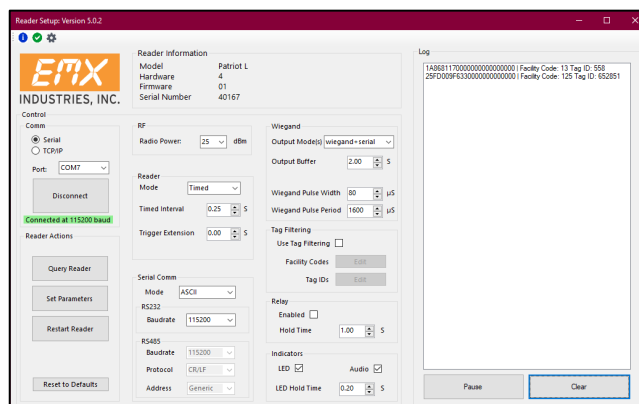 Reader Setup: Version 5.0.2
EMX
INDUSTRIES, INC.
Reader Information
Model Patriot L
Hardware 4
Firmware 01
Serial Number 40167
Control
Comm
Serial
TCP/IP
Port: COM7
Disconnect
Connected at 115200 baud
Reader Actions
Query Reader
Set Parameters
Restart Reader
Reset to Defaults
RF
Radio Power: 25 dBm
Reader
Mode Timed
Timed Interval 0.25 S
Trigger Extension 0.00 S
Serial Comm
Mode ASCII
RS232
Baudrate 115200
RS485
Baudrate 115200
Protocol CR/LF
Address Generic
Wiegand
Output Mode(s) wiegand+serial
Output Buffer 2.00 S
Wiegand Pulse Width 80 µS
Wiegand Pulse Period 1600 µS
Tag Filtering
Use Tag Filtering
Facility Codes Edit
Tag IDs Edit
Relay
Enabled
Hold Time 1.00 S
Indicators
LED Audio
LED Hold Time 0.20 S
Log
1A8681170000000000000000 | Facility Code: 13 Tag ID: 558
25FD009F6330000000000000 | Facility Code: 125 Tag ID: 652851
Pause Clear